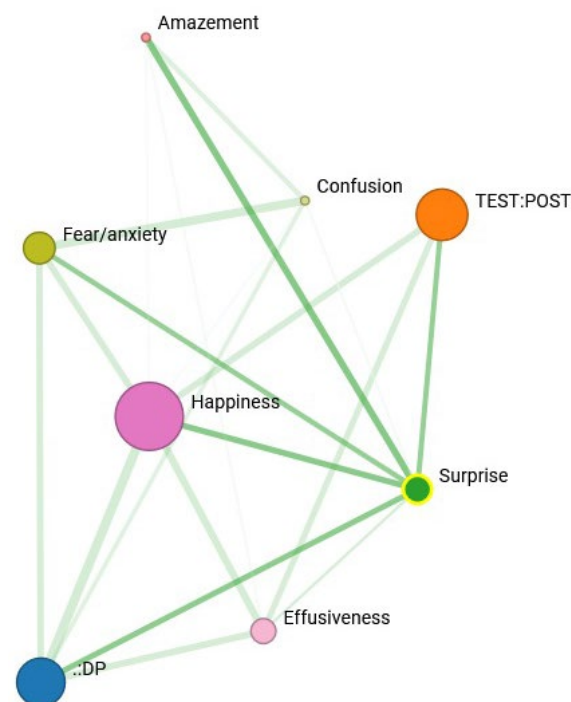 Amazement
Confusion
TEST:POST
Fear/anxiety
Happiness
Surprise
Effusiveness
.:DP